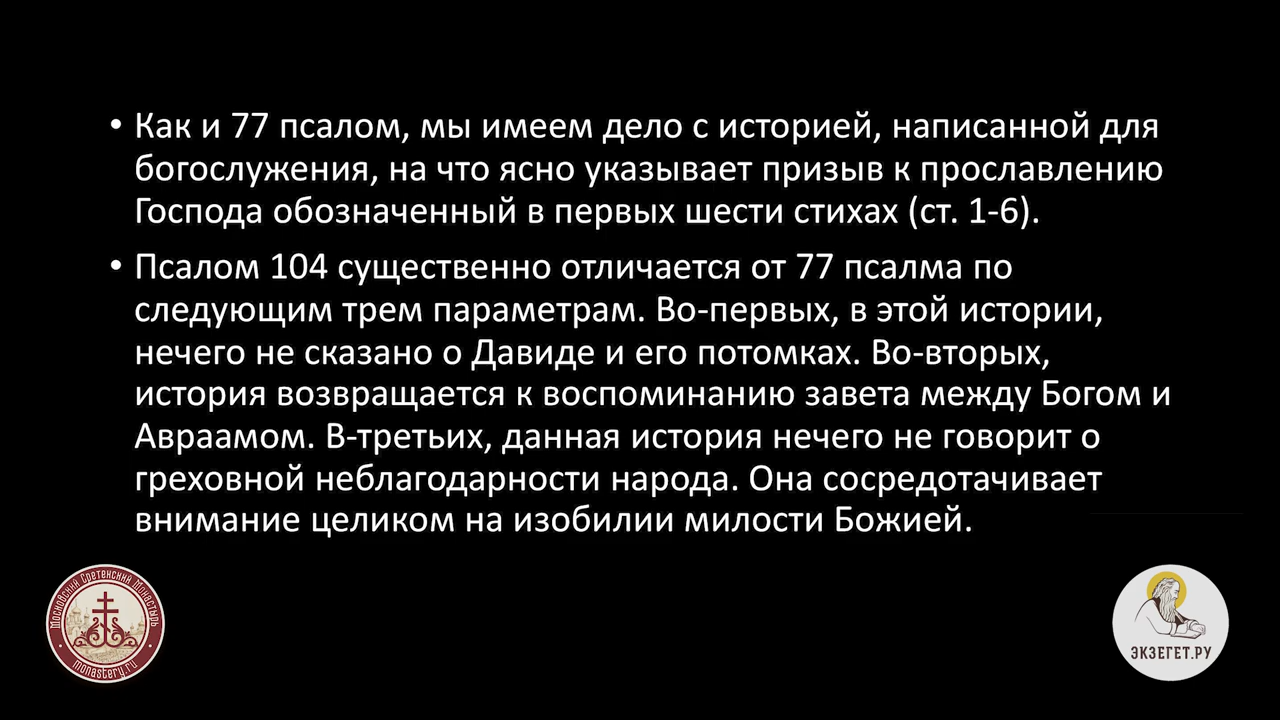 • Как и 77 псалом, мы имеем дело с историей, написанной для
богослужения, на что ясно указывает призыв к прославлению
Господа обозначенный в первых шести стихах (ст. 1-6).
• Псалом 104 существенно отличается от 77 псалма по
следующим трем параметрам. Во-первых, в этой истории,
нечего не сказано о Давиде и его потомках. Во-вторых,
история возвращается к воспоминанию завета между Богом и
Авраамом. В-третьих, данная история нечего не говорит о
греховной неблагодарности народа. Она сосредотачивает
внимание целиком на изобилии милости Божией.
Московский Сретенский Монастырь
monastery.ru
ЭКЗЕГЕТ.РУ